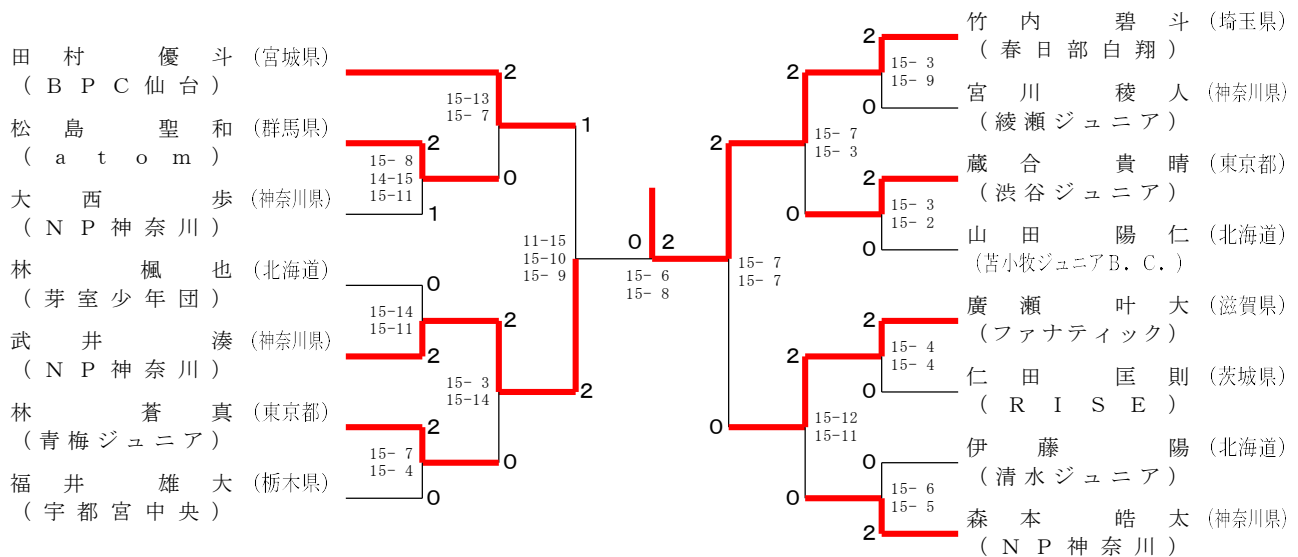 田村 優斗 (宮城県)
(BPC仙台)
2
15-13
15- 7
松島 聖和 (群馬県)
(atom)
2
15- 8
14-15
15-11
0
1
大西 歩 (神奈川県)
(NP神奈川)
1
11-15
15-10
15- 9
林 楓也 (北海道)
(芽室少年団)
0
15-14
15-11
2
武井 湊 (神奈川県)
(NP神奈川)
2
15- 3
15-14
2
林 蒼真 (東京都)
(青梅ジュニア)
2
15- 7
15- 4
0
福井 雄大 (栃木県)
(宇都宮中央)
0
0 2
15- 6
15- 8
竹内 碧斗 (埼玉県)
(春日部白翔)
2
15- 3
15- 9
2
宮川 稜人 (神奈川県)
(綾瀬ジュニア)
0
15- 7
15- 3
2
蔵合 貴晴 (東京都)
(渋谷ジュニア)
2
15- 3
15- 2
0
山田 陽仁 (北海道)
(苫小牧ジュニアB.C.)
0
15- 7
15- 7
廣瀬 叶大 (滋賀県)
(ファナティック)
2
15- 4
15- 4
2
仁田 匡則 (茨城県)
(RISE)
0
15-12
15-11
0
伊藤 陽 (北海道)
(清水ジュニア)
0
15- 6
15- 5
0
森本 皓太 (神奈川県)
(NP神奈川)
2